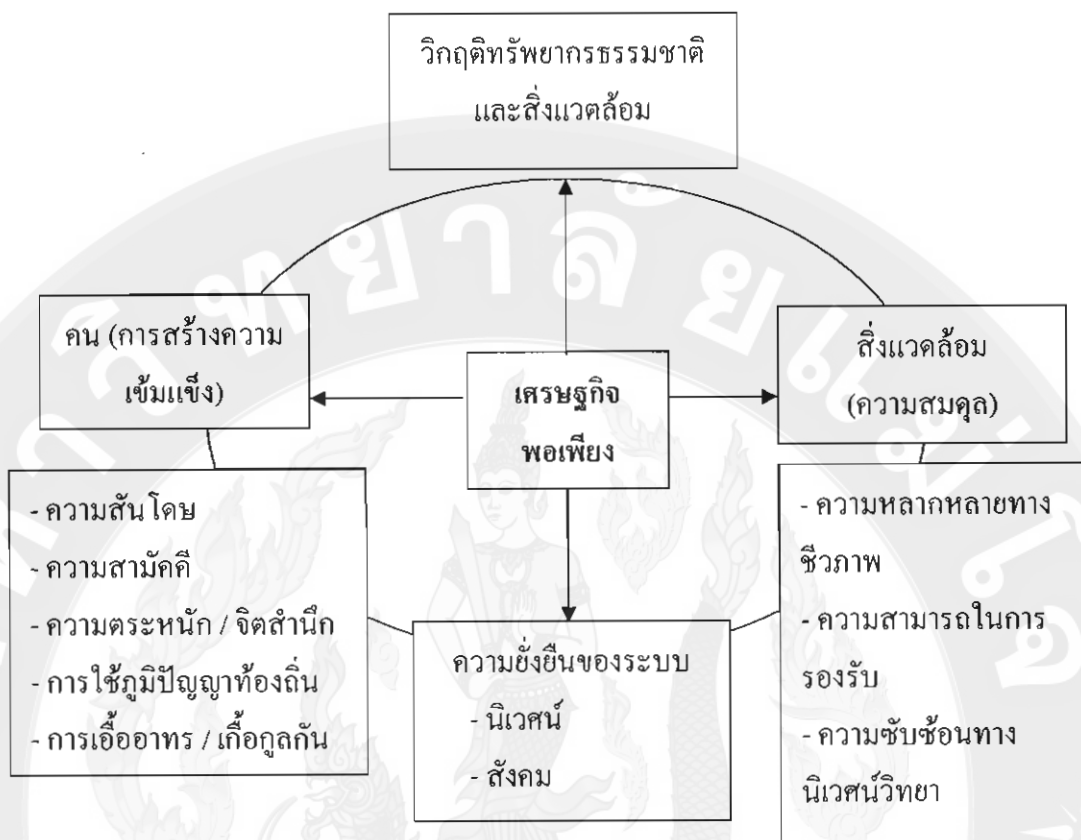 วิกฤติทรัพยากรธรรมชาติ
และสิ่งแวตล้อม
คน (การสร้างความ
เข้มแข็ง)
เศรษฐกิจ
พอเพียง
สิ่งแวดล้อม
(ความสมดุล)
- ความสันโดษ
- ความสามัคคี
- ความตระหนัก / จิตสำนึก
- การใช้ภูมิปัญญาท้องถิ่น
- การเอื้ออาทร / เกื้อกูลกัน
ความยั่งยืนของระบบ
- นิเวศน์
- สังคม
- ความหลากหลายทาง
ชีวภาพ
- ความสามารถในการ
รองรับ
- ความซับซ้อนทาง
นิเวศน์วิทยา